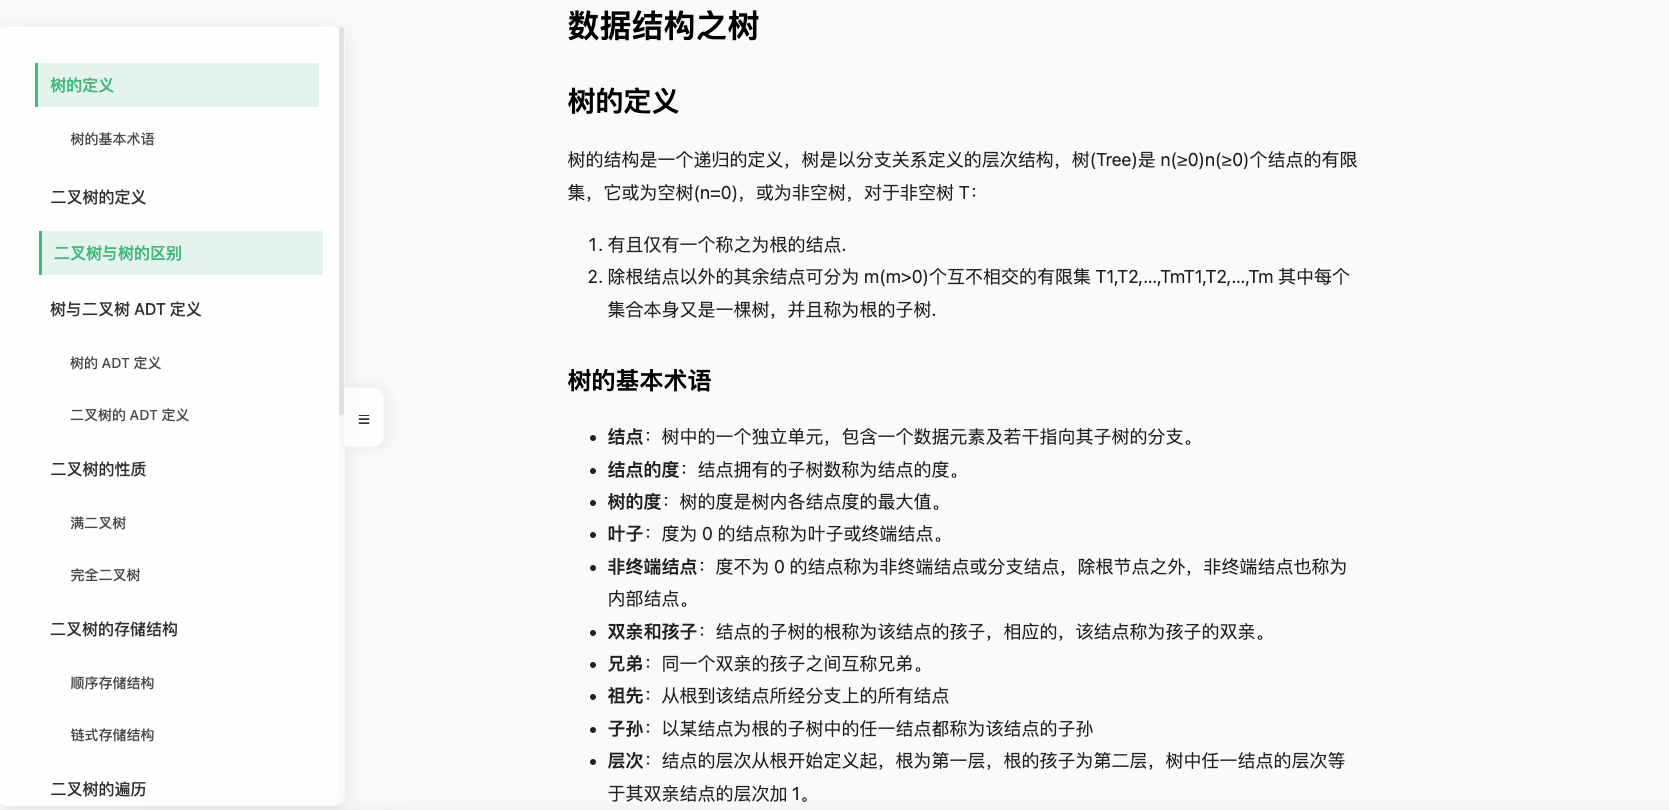 树的定义
树的基本术语
二叉树的定义
二叉树与树的区别
树与二叉树 ADT 定义
树的 ADT 定义
二叉树的 ADT 定义
二叉树的性质
满二叉树
完全二叉树
二叉树的存储结构
顺序存储结构
链式存储结构
二叉树的遍历
数据结构之树
树的定义
树的结构是一个递归的定义，树是以分支关系定义的层次结构，树(Tree)是 n(≥0)n(≥0)个结点的有限
集，它或为空树(n=0)，或为非空树，对于非空树 T：
1. 有且仅有一个称之为根的结点.
2. 除根结点以外的其余结点可分为 m(m>0)个互不相交的有限集 T1,T2,...,TmT1,T2,...,Tm 其中每个
集合本身又是一棵树，并且称为根的子树.
树的基本术语
• 结点：树中的一个独立单元，包含一个数据元素及若干指向其子树的分支。
• 结点的度：结点拥有的子树数称为结点的度。
• 树的度：树的度是树内各结点度的最大值。
• 叶子：度为 0 的结点称为叶子或终端结点。
• 非终端结点：度不为 0 的结点称为非终端结点或分支结点，除根节点之外，非终端结点也称为
内部结点。
• 双亲和孩子：结点的子树的根称为该结点的孩子，相应的，该结点称为孩子的双亲。
• 兄弟：同一个双亲的孩子之间互称兄弟。
• 祖先：从根到该结点所经分支上的所有结点
• 子孙：以某结点为根的子树中的任一结点都称为该结点的子孙
• 层次：结点的层次从根开始定义起，根为第一层，根的孩子为第二层，树中任一结点的层次等
于其双亲结点的层次加 1。